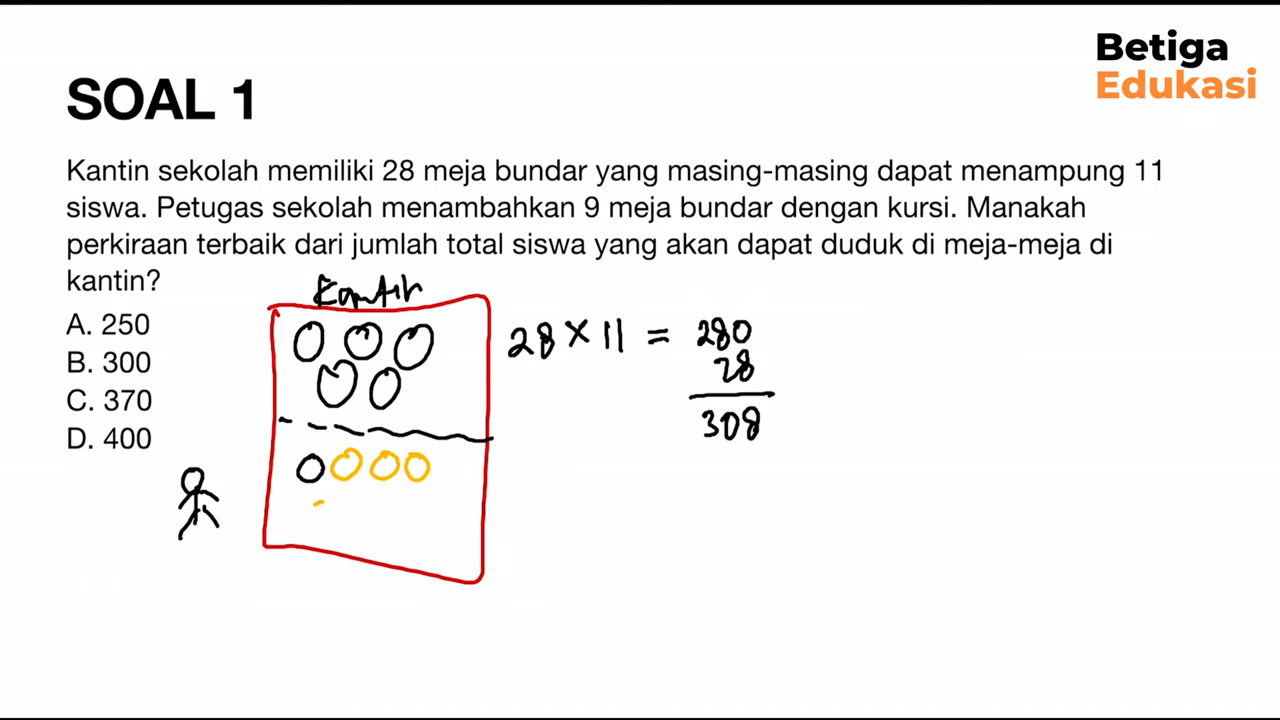 Betiga
Edukasi
SOAL 1
Kantin sekolah memiliki 28 meja bundar yang masing-masing dapat menampung 11
siswa. Petugas sekolah menambahkan 9 meja bundar dengan kursi. Manakah
perkiraan terbaik dari jumlah total siswa yang akan dapat duduk di meja-meja di
kantin?
A. 250
B. 300
C. 370
D. 400
Kantin
28 × 11 = 280
28
308